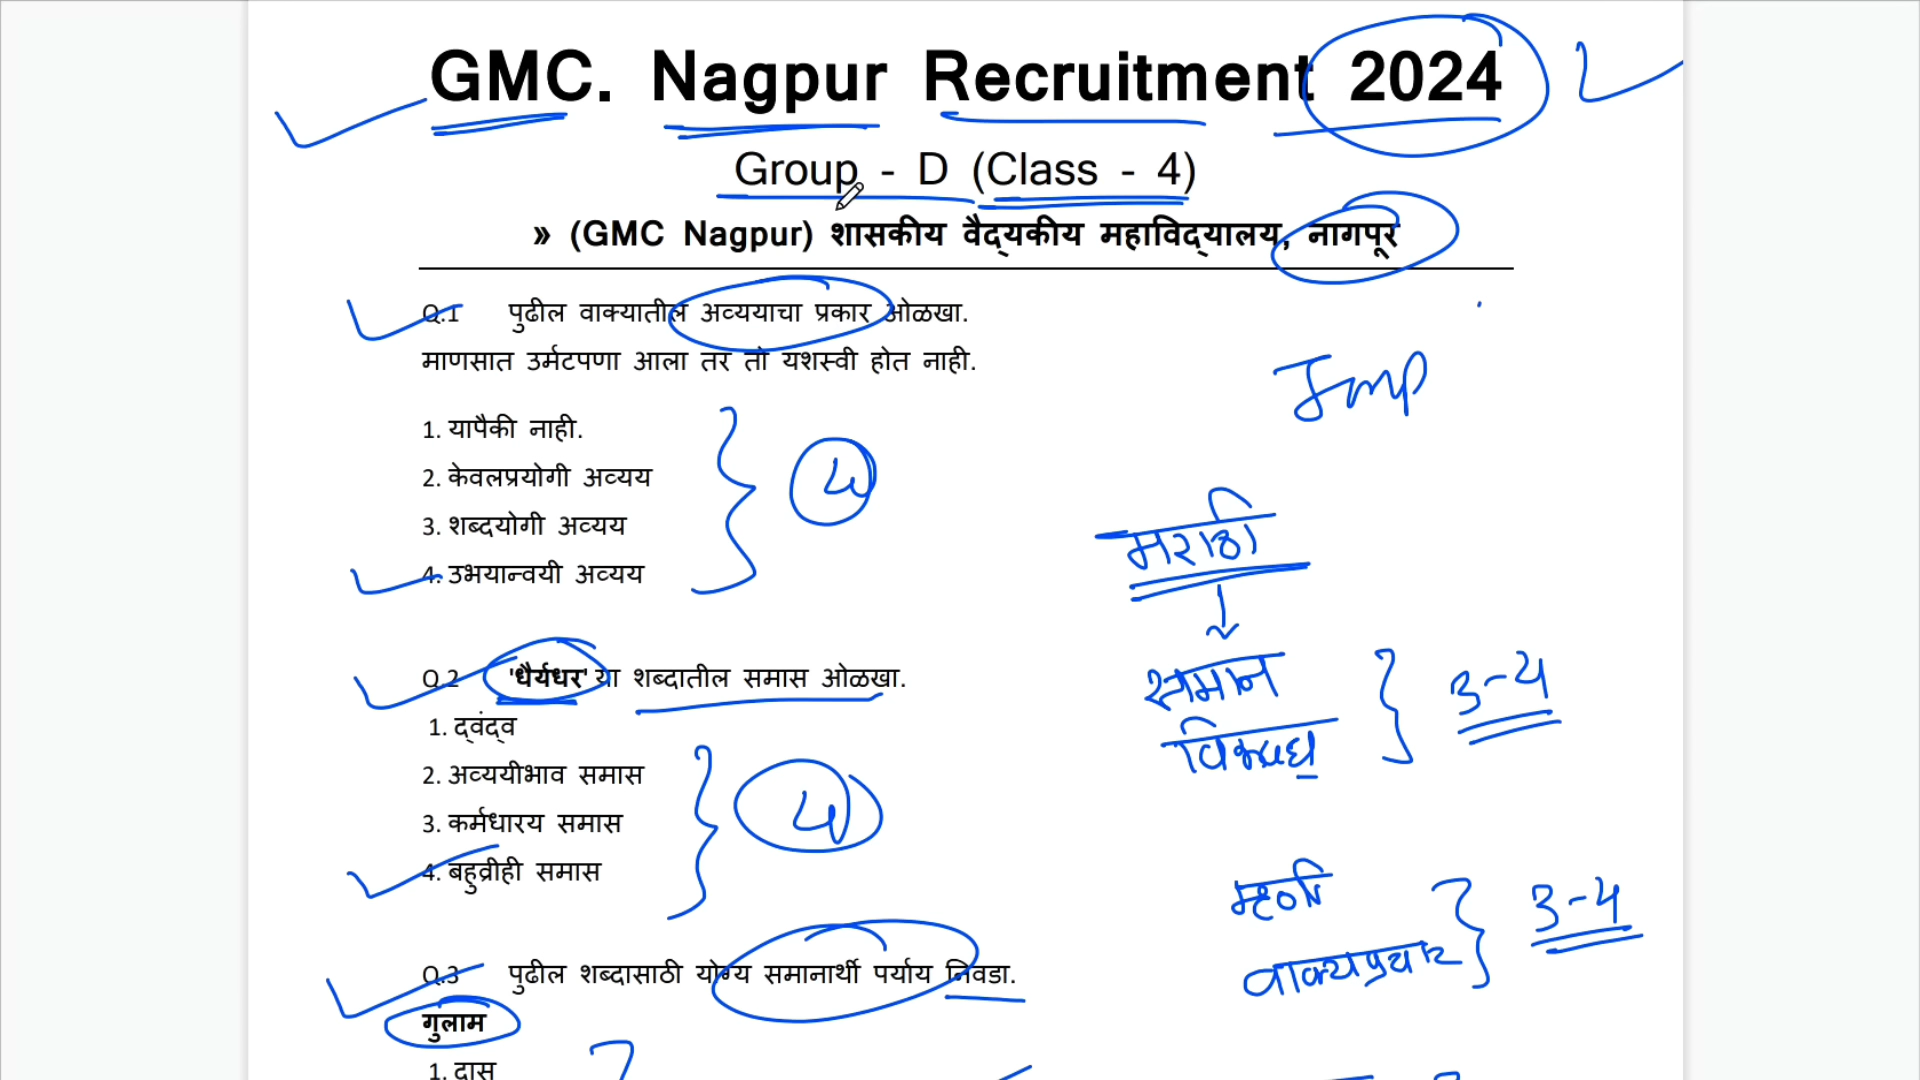 GMC. Nagpur Recruitment 2024
Group - D (Class - 4)
» (GMC Nagpur) शासकीय वैद्यकीय महाविद्यालय, नागपूर
Q.1 पुढील वाक्यातील अव्ययाचा प्रकार ओळखा.
माणसात उर्मटपणा आला तर तो यशस्वी होत नाही.
Imp
1. यापैकी नाही.
2. केवलप्रयोगी अव्यय
3. शब्दयोगी अव्यय
4. उभयान्वयी अव्यय
4
मराठी
Q.2 'धैर्यधर' या शब्दातील समास ओळखा.
1. द्वंद्व
2. अव्ययीभाव समास
3. कर्मधारय समास
4. बहुव्रीही समास
4
समान
3-4
Q.3 पुढील शब्दासाठी योग्य समानार्थी पर्याय निवडा.
गुलाम
1. दास
म्हणी
वाक्यप्रचार
3-4